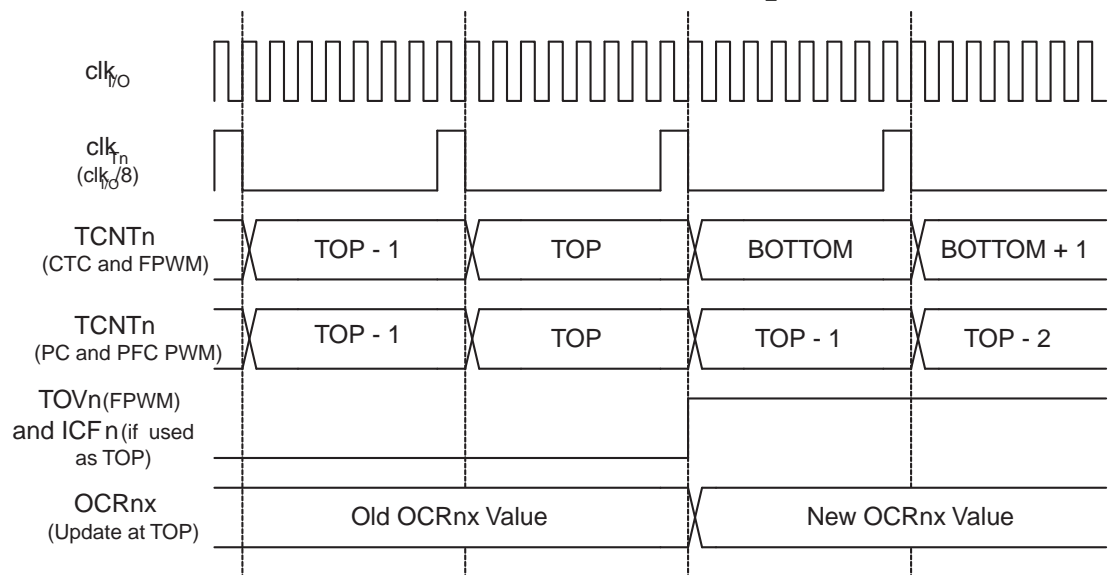 clkI/O
clkTn
(clkI/O/8)
TCNTn
(CTC and FPWM)
TOP - 1
TOP
BOTTOM
BOTTOM + 1
TCNTn
(PC and PFC PWM)
TOP - 1
TOP
TOP - 1
TOP - 2
TOVn(FPWM)
and ICFn(if used
as TOP)
OCRnx
(Update at TOP)
Old OCRnx Value
New OCRnx Value